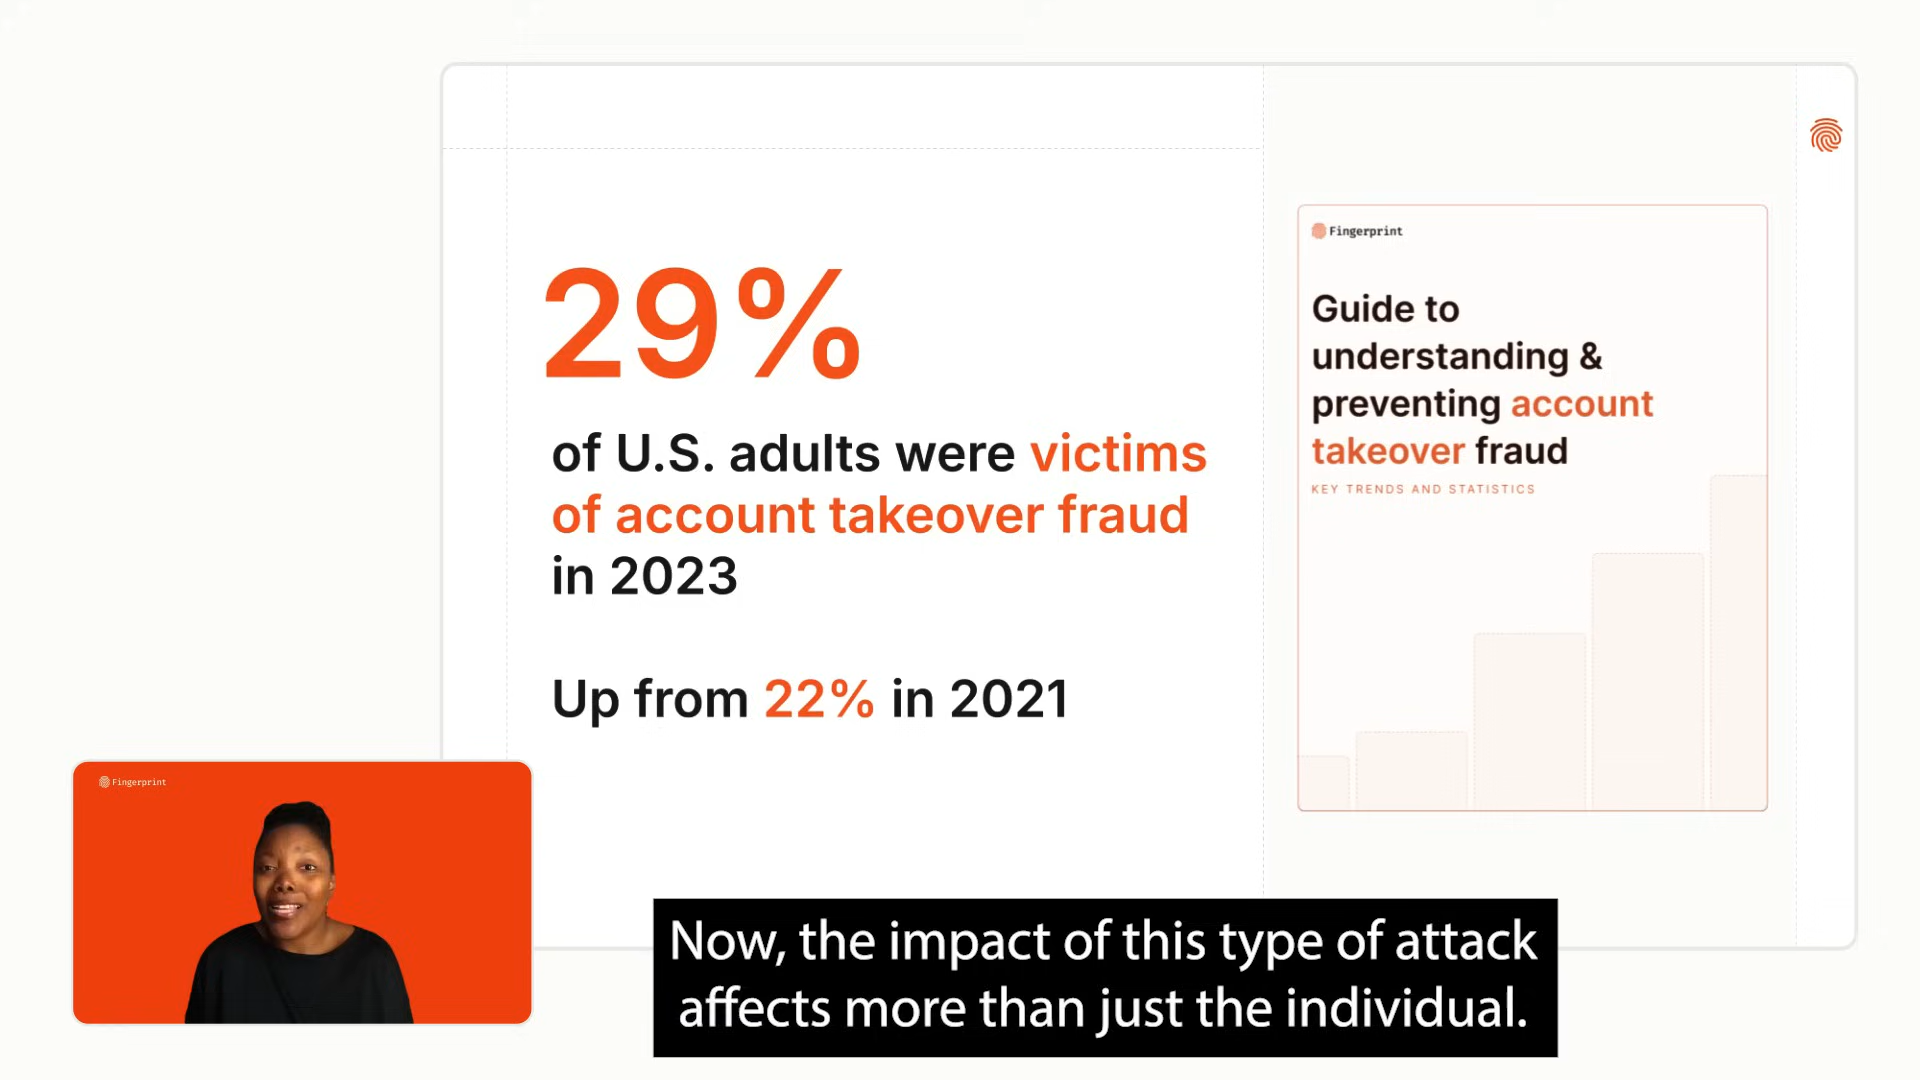 29%
of U.S. adults were victims
of account takeover fraud
in 2023
Up from 22% in 2021
Fingerprint
Guide to
understanding &
preventing account
takeover fraud
KEY TRENDS AND STATISTICS
Fingerprint
Now, the impact of this type of attack
affects more than just the individual.